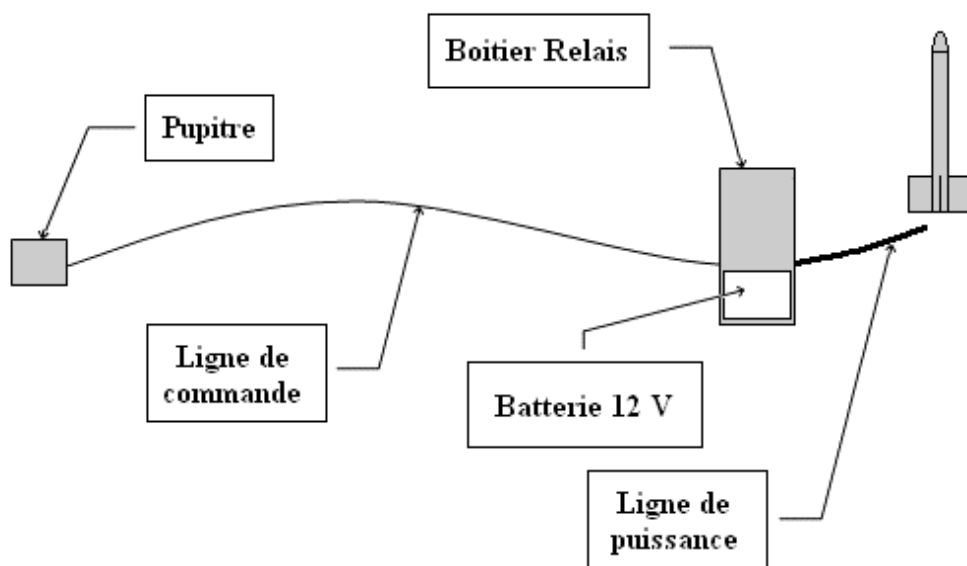 Boitier Relais
Pupitre
Ligne de
commande
Batterie 12 V
Ligne de
puissance